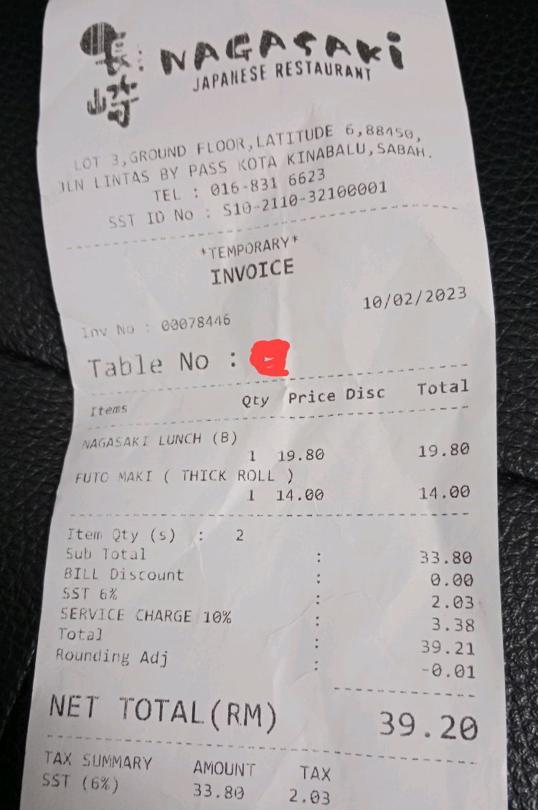 長崎
NAGASAKI
JAPANESE RESTAURANT
LOT 3,GROUND FLOOR,LATITUDE 6,88450,
JLN LINTAS BY PASS KOTA KINABALU,SABAH.
TEL : 016-831 6623
SST ID No : S10-2110-32100001
*TEMPORARY*
INVOICE
10/02/2023
Inv No : 00078446
Table No :
Items Qty Price Disc Total
NAGASAKI LUNCH (B)
1 19.80 19.80
FUTO MAKI ( THICK ROLL )
1 14.00 14.00
Item Qty (s) : 2
Sub Total : 33.80
BILL Discount : 0.00
SST 6% : 2.03
SERVICE CHARGE 10% : 3.38
Total : 39.21
Rounding Adj : -0.01
NET TOTAL(RM) 39.20
TAX SUMMARY AMOUNT TAX
SST (6%) 33.80 2.03